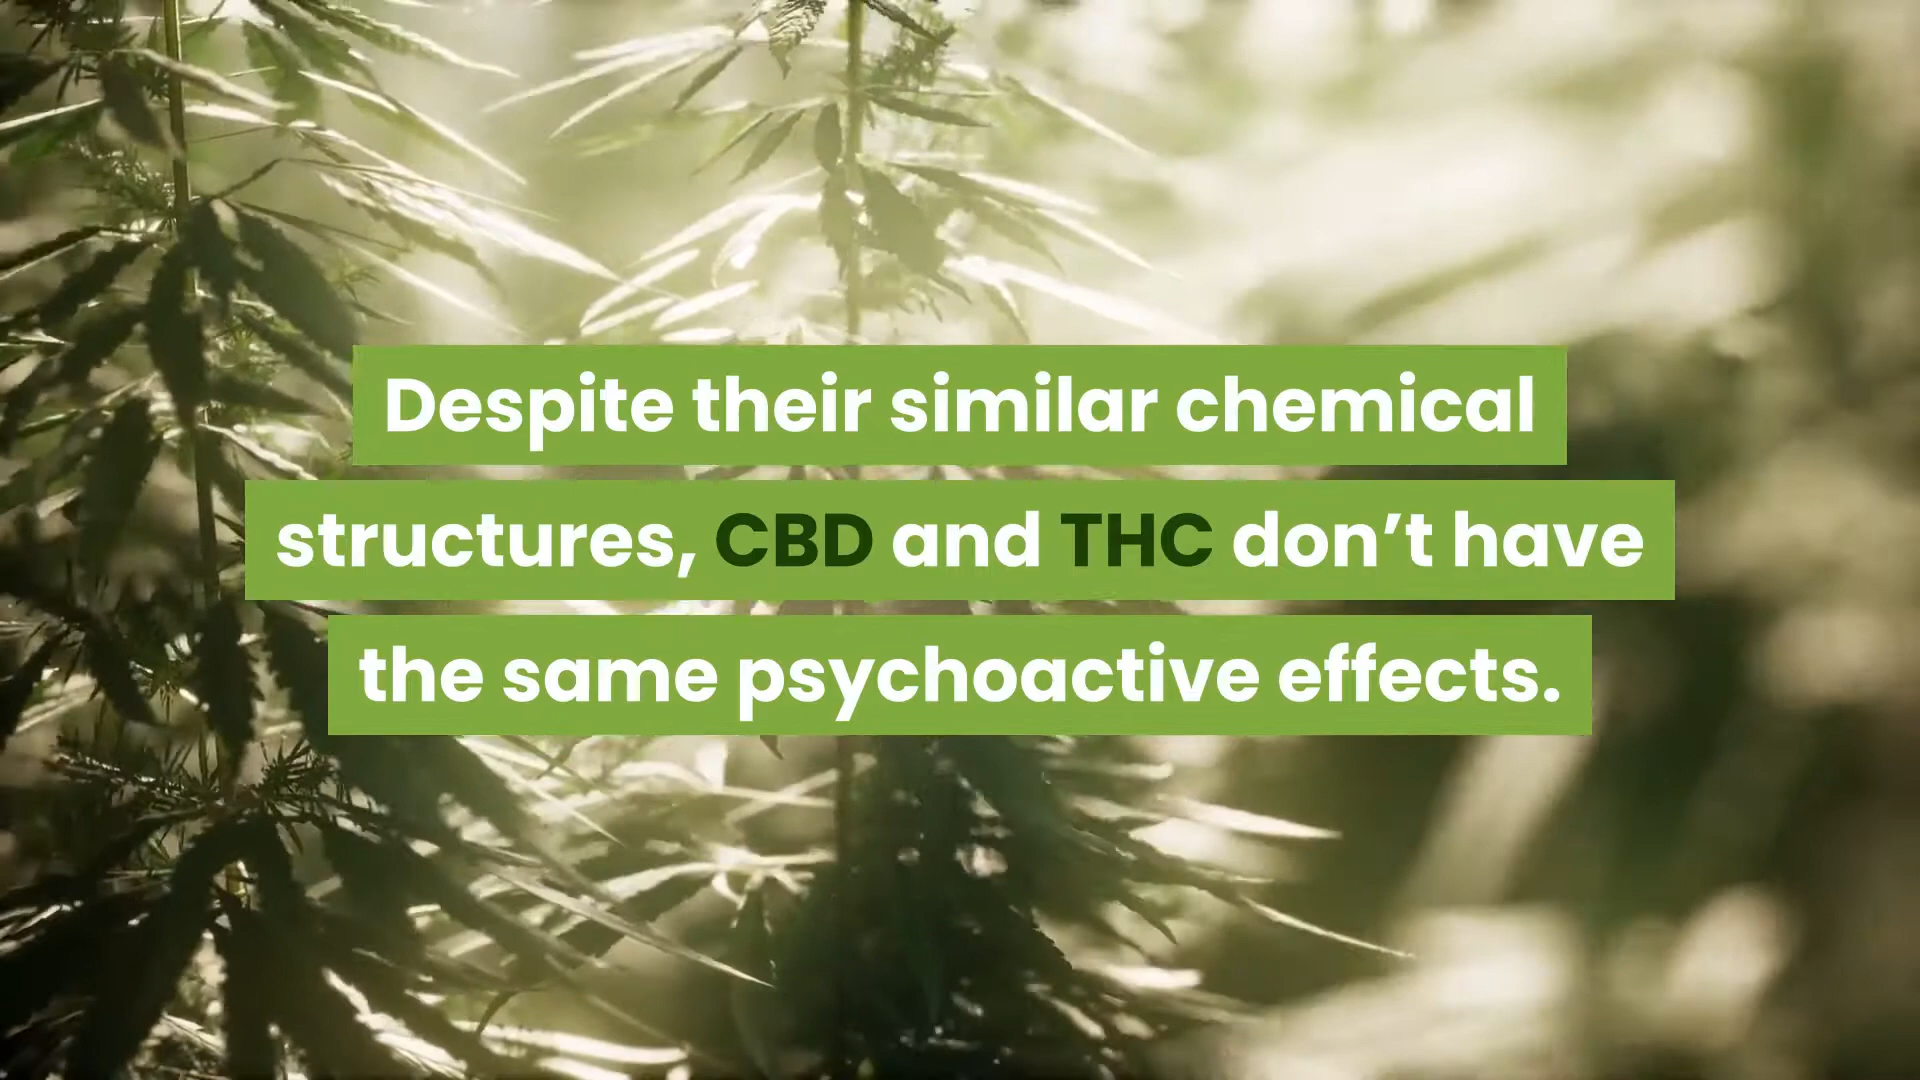 Despite their similar chemical
structures, CBD and THC don’t have
the same psychoactive effects.